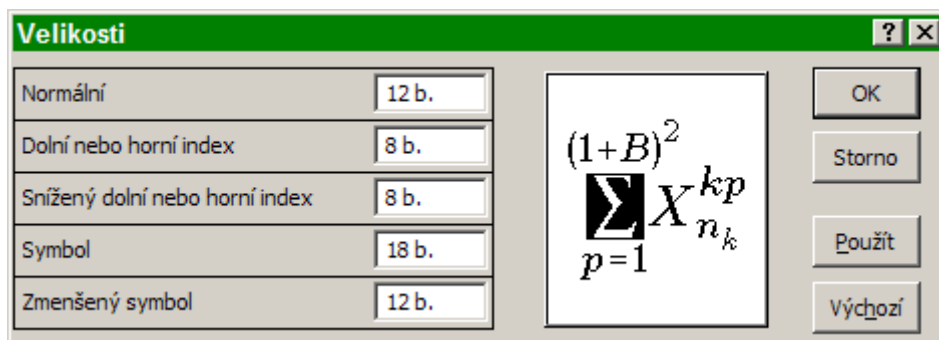 Velikosti
Normální 12 b.
Dolní nebo horní index 8 b.
Snížený dolní nebo horní index 8 b.
Symbol 18 b.
Zmenšený symbol 12 b.
(1+B)²
∑ X kp n k
p=1
OK
Storno
Použít
Výchozí